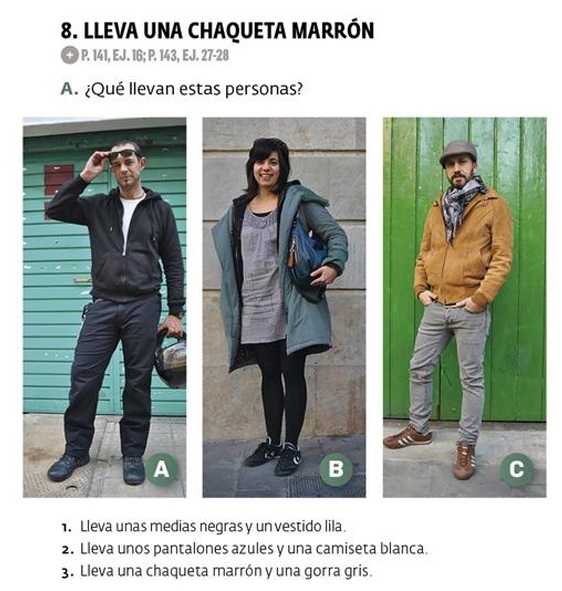 8. LLEVA UNA CHAQUETA MARRÓN
+ P. 141, EJ. 16; P. 143, EJ. 27-28
A. ¿Qué llevan estas personas?
A
B
C
1. Lleva unas medias negras y un vestido lila.
2. Lleva unos pantalones azules y una camiseta blanca.
3. Lleva una chaqueta marrón y una gorra gris.